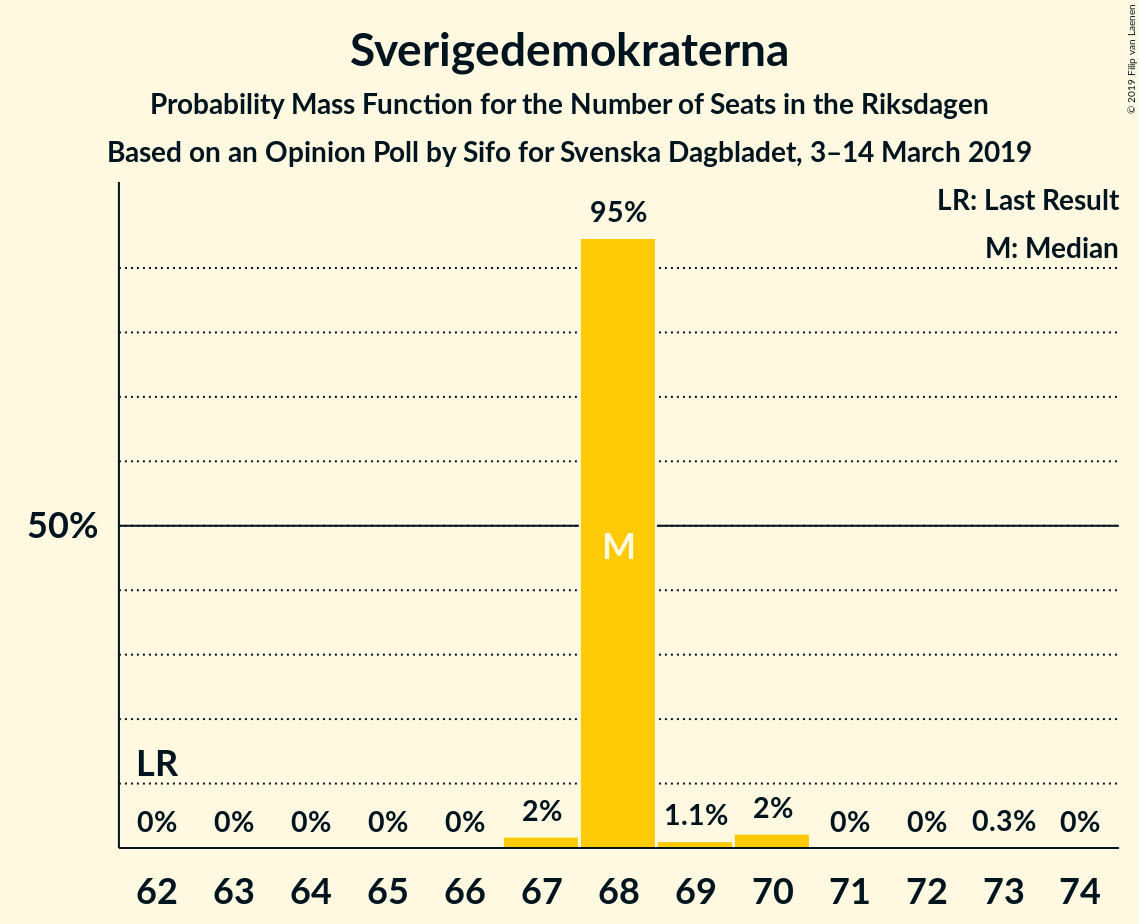 Sverigedemokraterna
Probability Mass Function for the Number of Seats in the Riksdagen
Based on an Opinion Poll by Sifo for Svenska Dagbladet, 3–14 March 2019
© 2019 Filip van Laenen
LR: Last Result
M: Median
95%
50%
M
LR
0% 0% 0% 0% 0% 2% 1.1% 2% 0% 0% 0.3% 0%
62 63 64 65 66 67 68 69 70 71 72 73 74